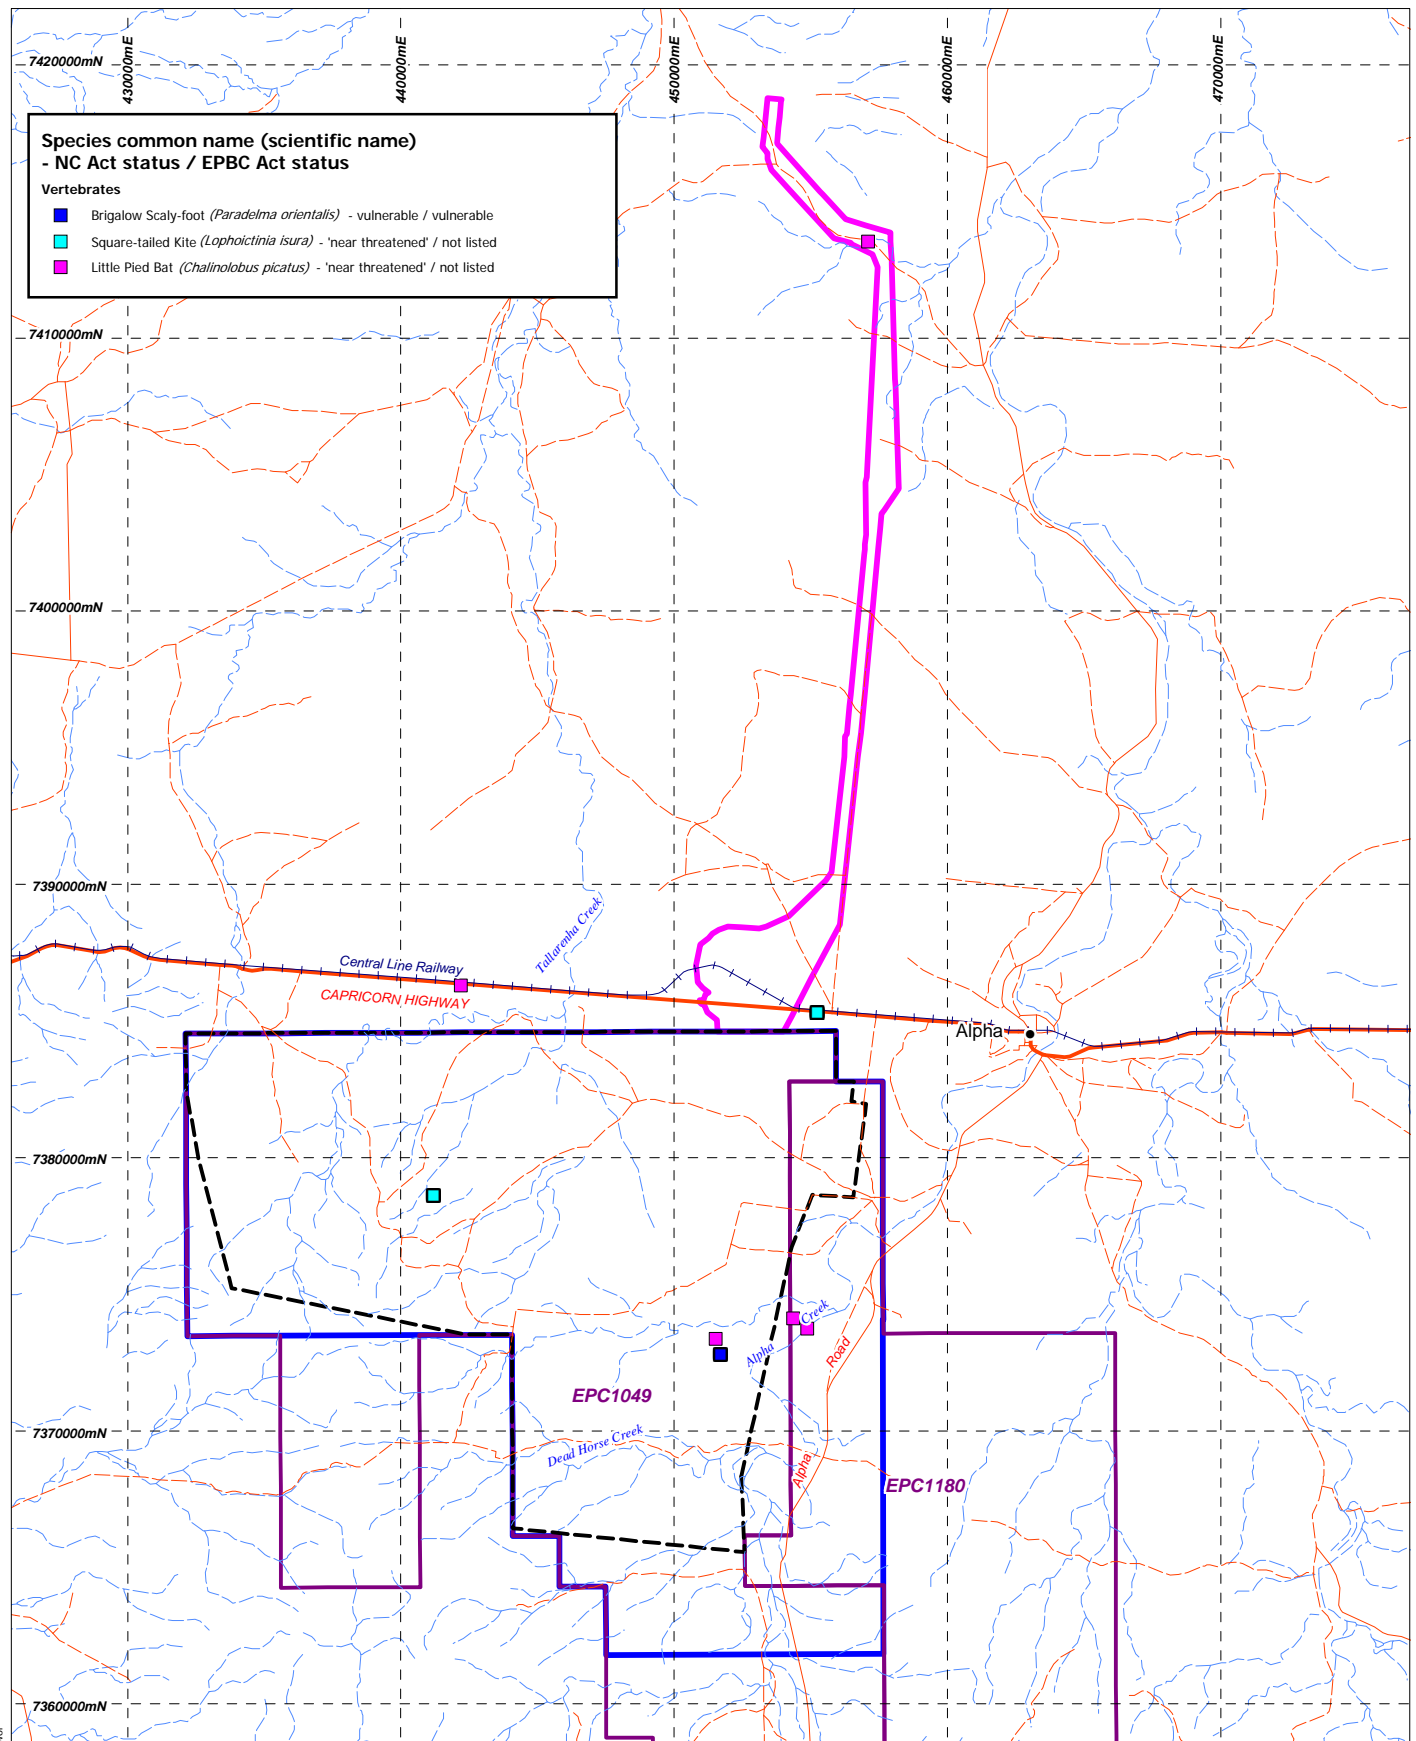 430000mE
440000mE
450000mE
460000mE
470000mE
7420000mN
Species common name (scientific name)
- NC Act status / EPBC Act status
Vertebrates
Brigalow Scaly-foot (Paradelma orientalis) - vulnerable / vulnerable
Square-tailed Kite (Lophoictinia isura) - 'near threatened' / not listed
Little Pied Bat (Chalinolobus picatus) - 'near threatened' / not listed
7410000mN
7400000mN
7390000mN
Tallarenha Creek
Central Line Railway
CAPRICORN HIGHWAY
Alpha
7380000mN
Alpha Creek
Alpha Road
EPC1049
7370000mN
Dead Horse Creek
EPC1180
7360000mN